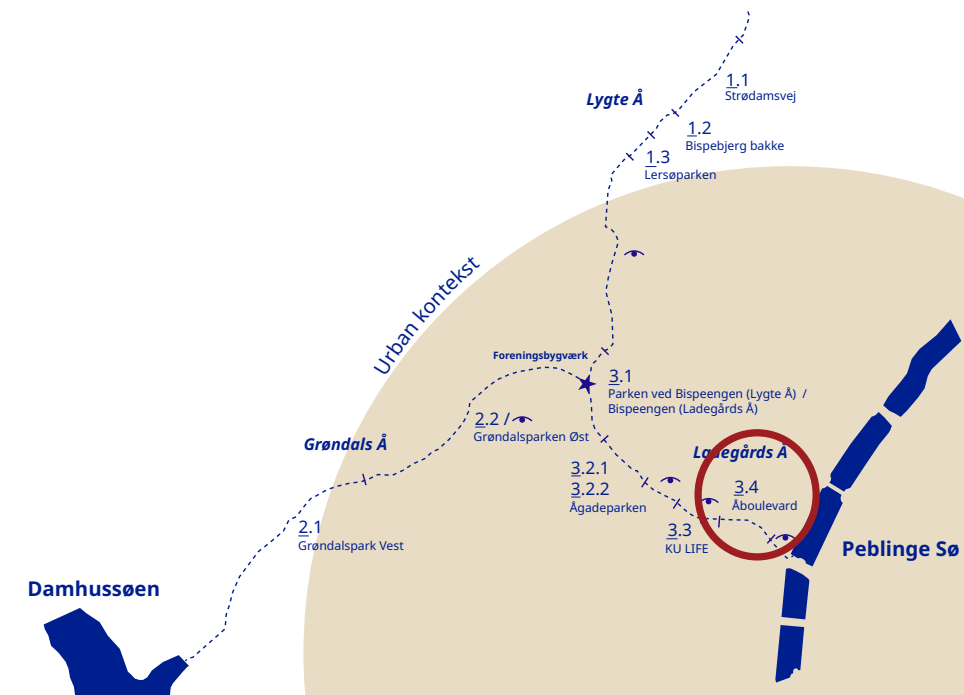 1.1
Strødamsvej
Lygte Å
1.2
Bispebjerg bakke
1.3
Lersøparken
Urban kontekst
Foreningsbygværk
3.1
Parken ved Bispeengen (Lygte Å) /
Bispeengen (Ladegårds Å)
2.2 /
Grøndalsparken Øst
Grøndals Å
Ladegårds Å
3.2.1
3.2.2
Ågadeparken
3.4
Åboulevard
3.3
KU LIFE
2.1
Grøndalspark Vest
Peblinge Sø
Damhussøen